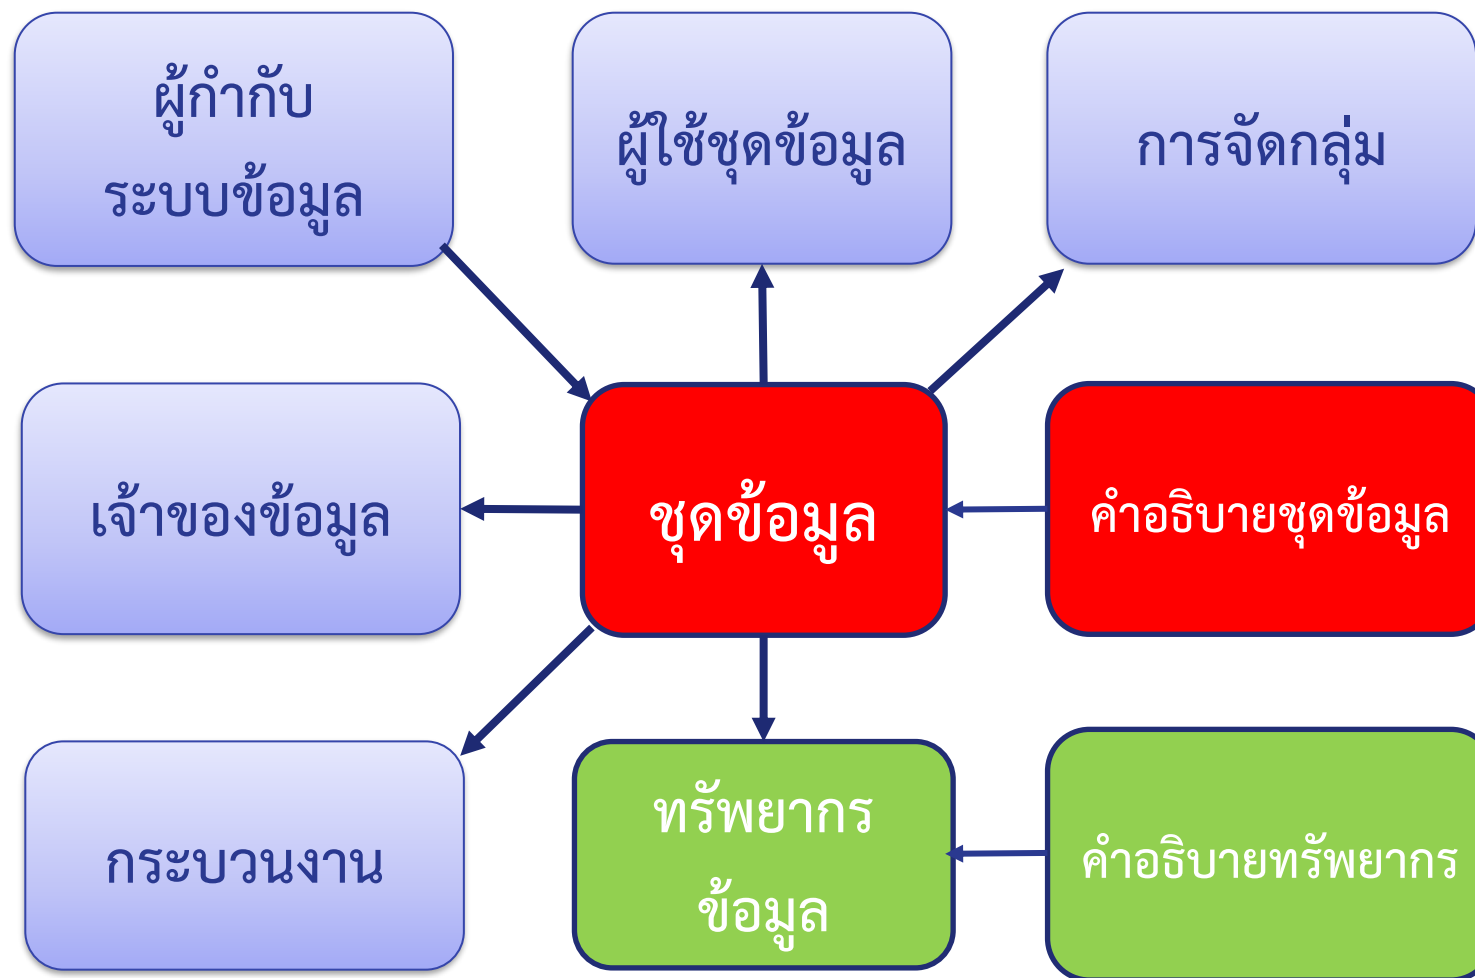 ผู้กำกับ
ระบบข้อมูล
ผู้ใช้ชุดข้อมูล
การจัดกลุ่ม
เจ้าของข้อมูล
ชุดข้อมูล
คำอธิบายชุดข้อมูล
กระบวนงาน
ทรัพยากร
ข้อมูล
คำอธิบายทรัพยากร